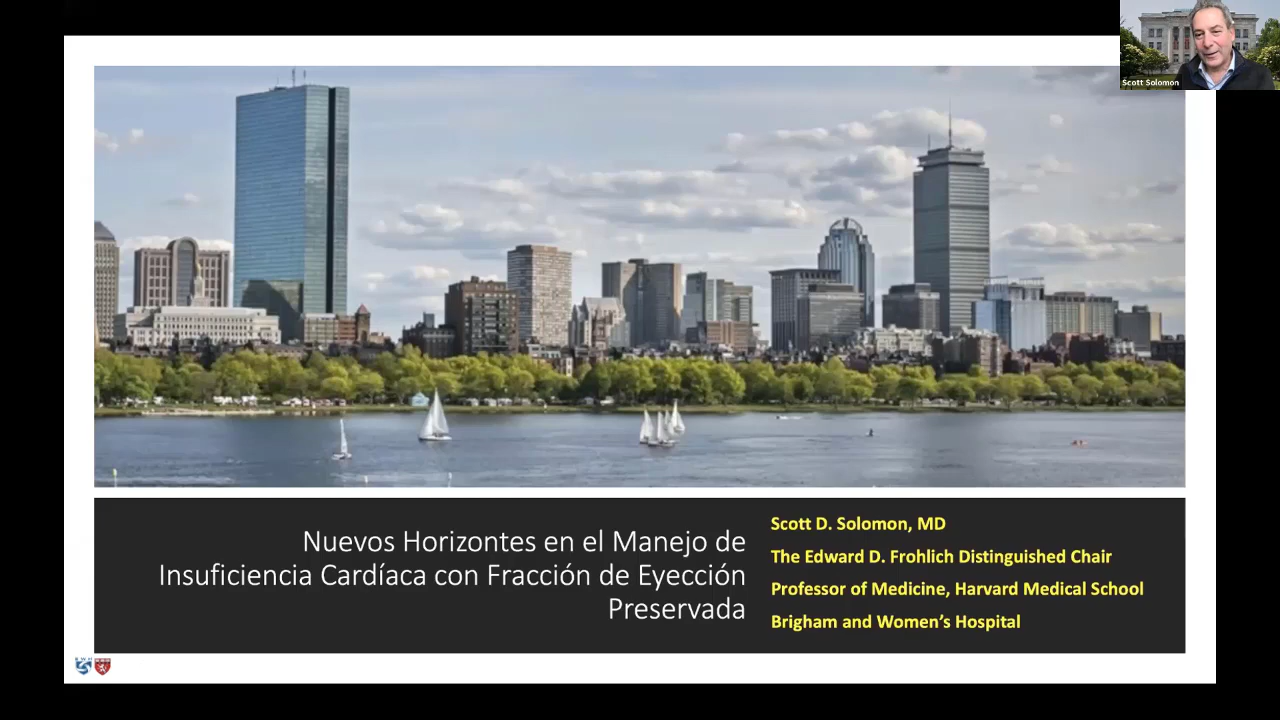 Scott Solomon
Nuevos Horizontes en el Manejo de
Insuficiencia Cardíaca con Fracción de Eyección
Preservada
Scott D. Solomon, MD
The Edward D. Frohlich Distinguished Chair
Professor of Medicine, Harvard Medical School
Brigham and Women’s Hospital